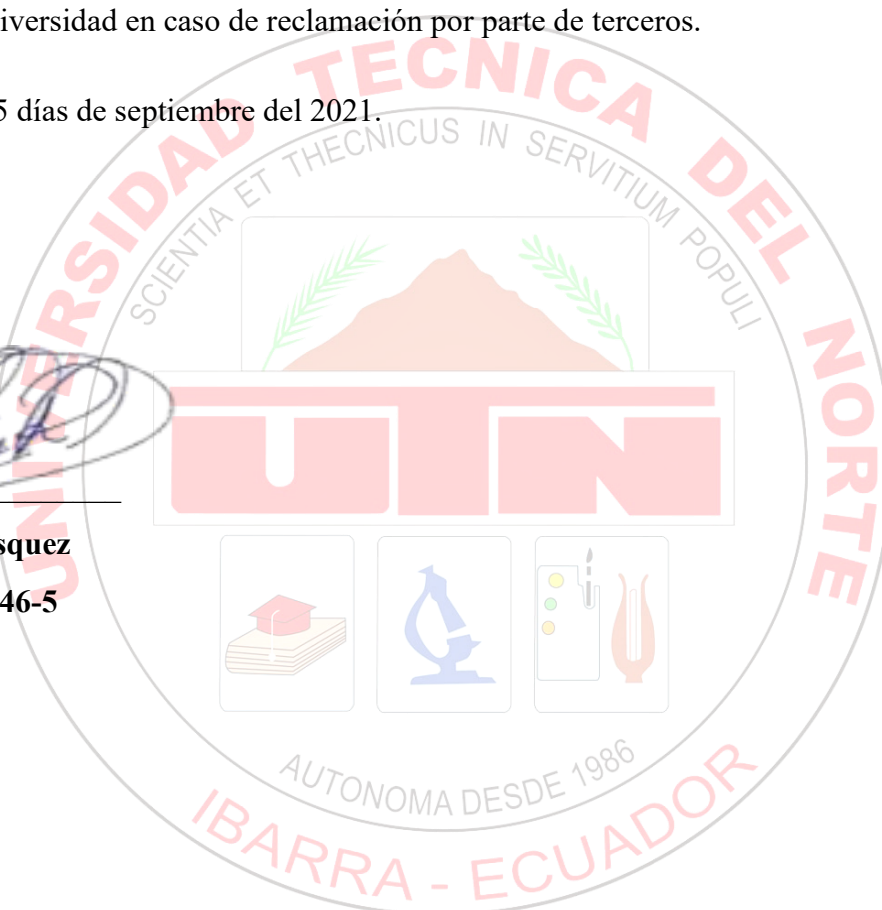 iversidad en caso de reclamación por parte de terceros.
5 días de septiembre del 2021.
squez
46-5
UNIVERSIDAD TECNICA DEL NORTE
SCIENTIA ET THECNICUS IN SERVITIUM POPULI
UTN
AUTONOMA DESDE 1986
IBARRA - ECUADOR